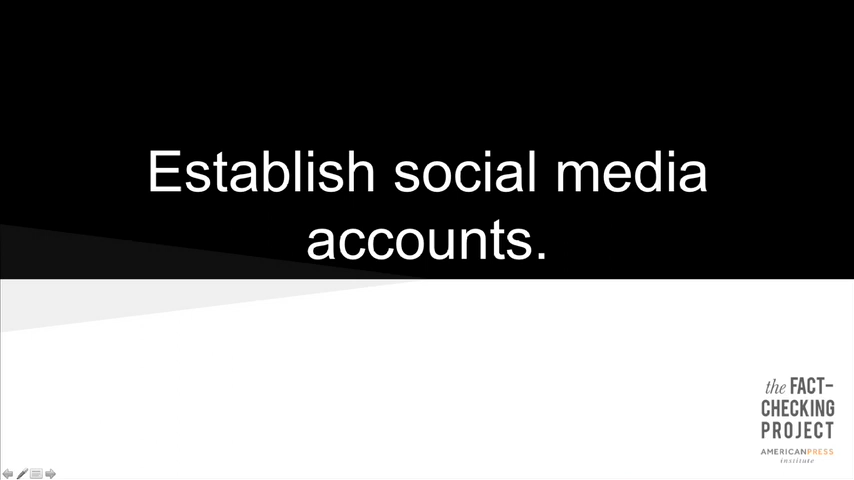 Establish social media
accounts.
the FACT-
CHECKING
PROJECT
AMERICANPRESS
institute